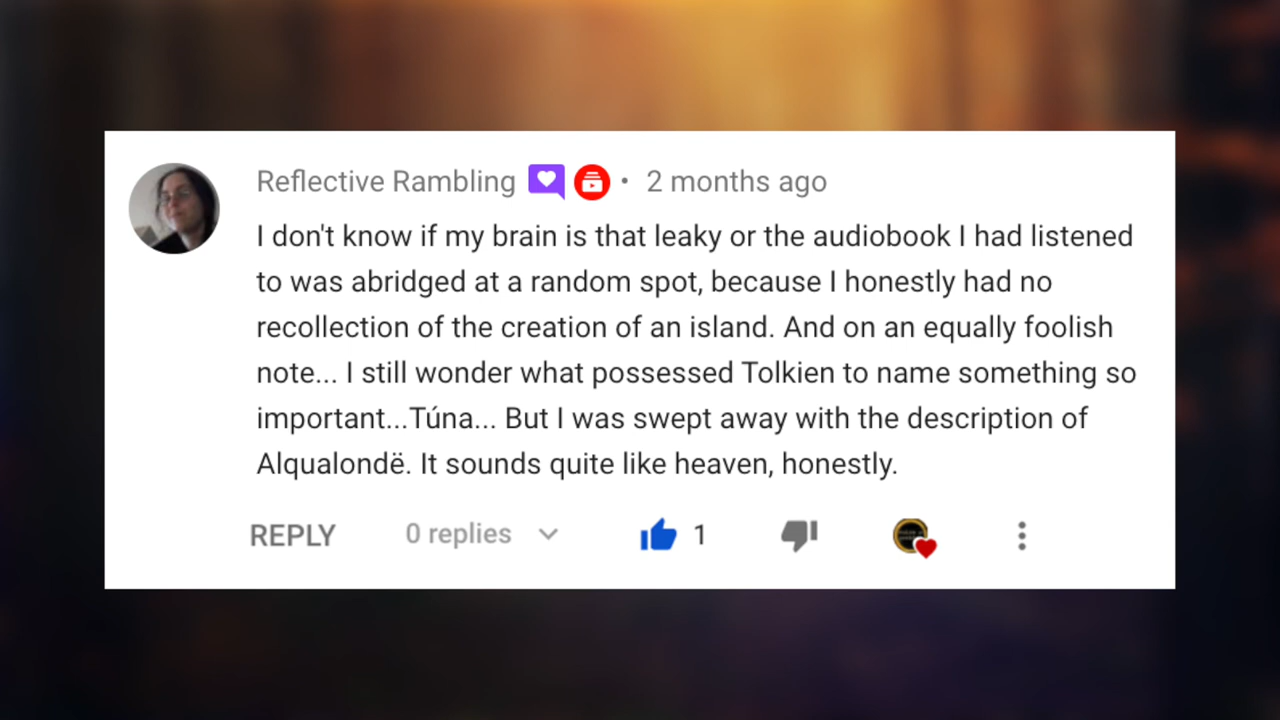 Reflective Rambling • 2 months ago
I don't know if my brain is that leaky or the audiobook I had listened
to was abridged at a random spot, because I honestly had no
recollection of the creation of an island. And on an equally foolish
note... I still wonder what possessed Tolkien to name something so
important...Túna... But I was swept away with the description of
Alqualondë. It sounds quite like heaven, honestly.
REPLY 0 replies 1